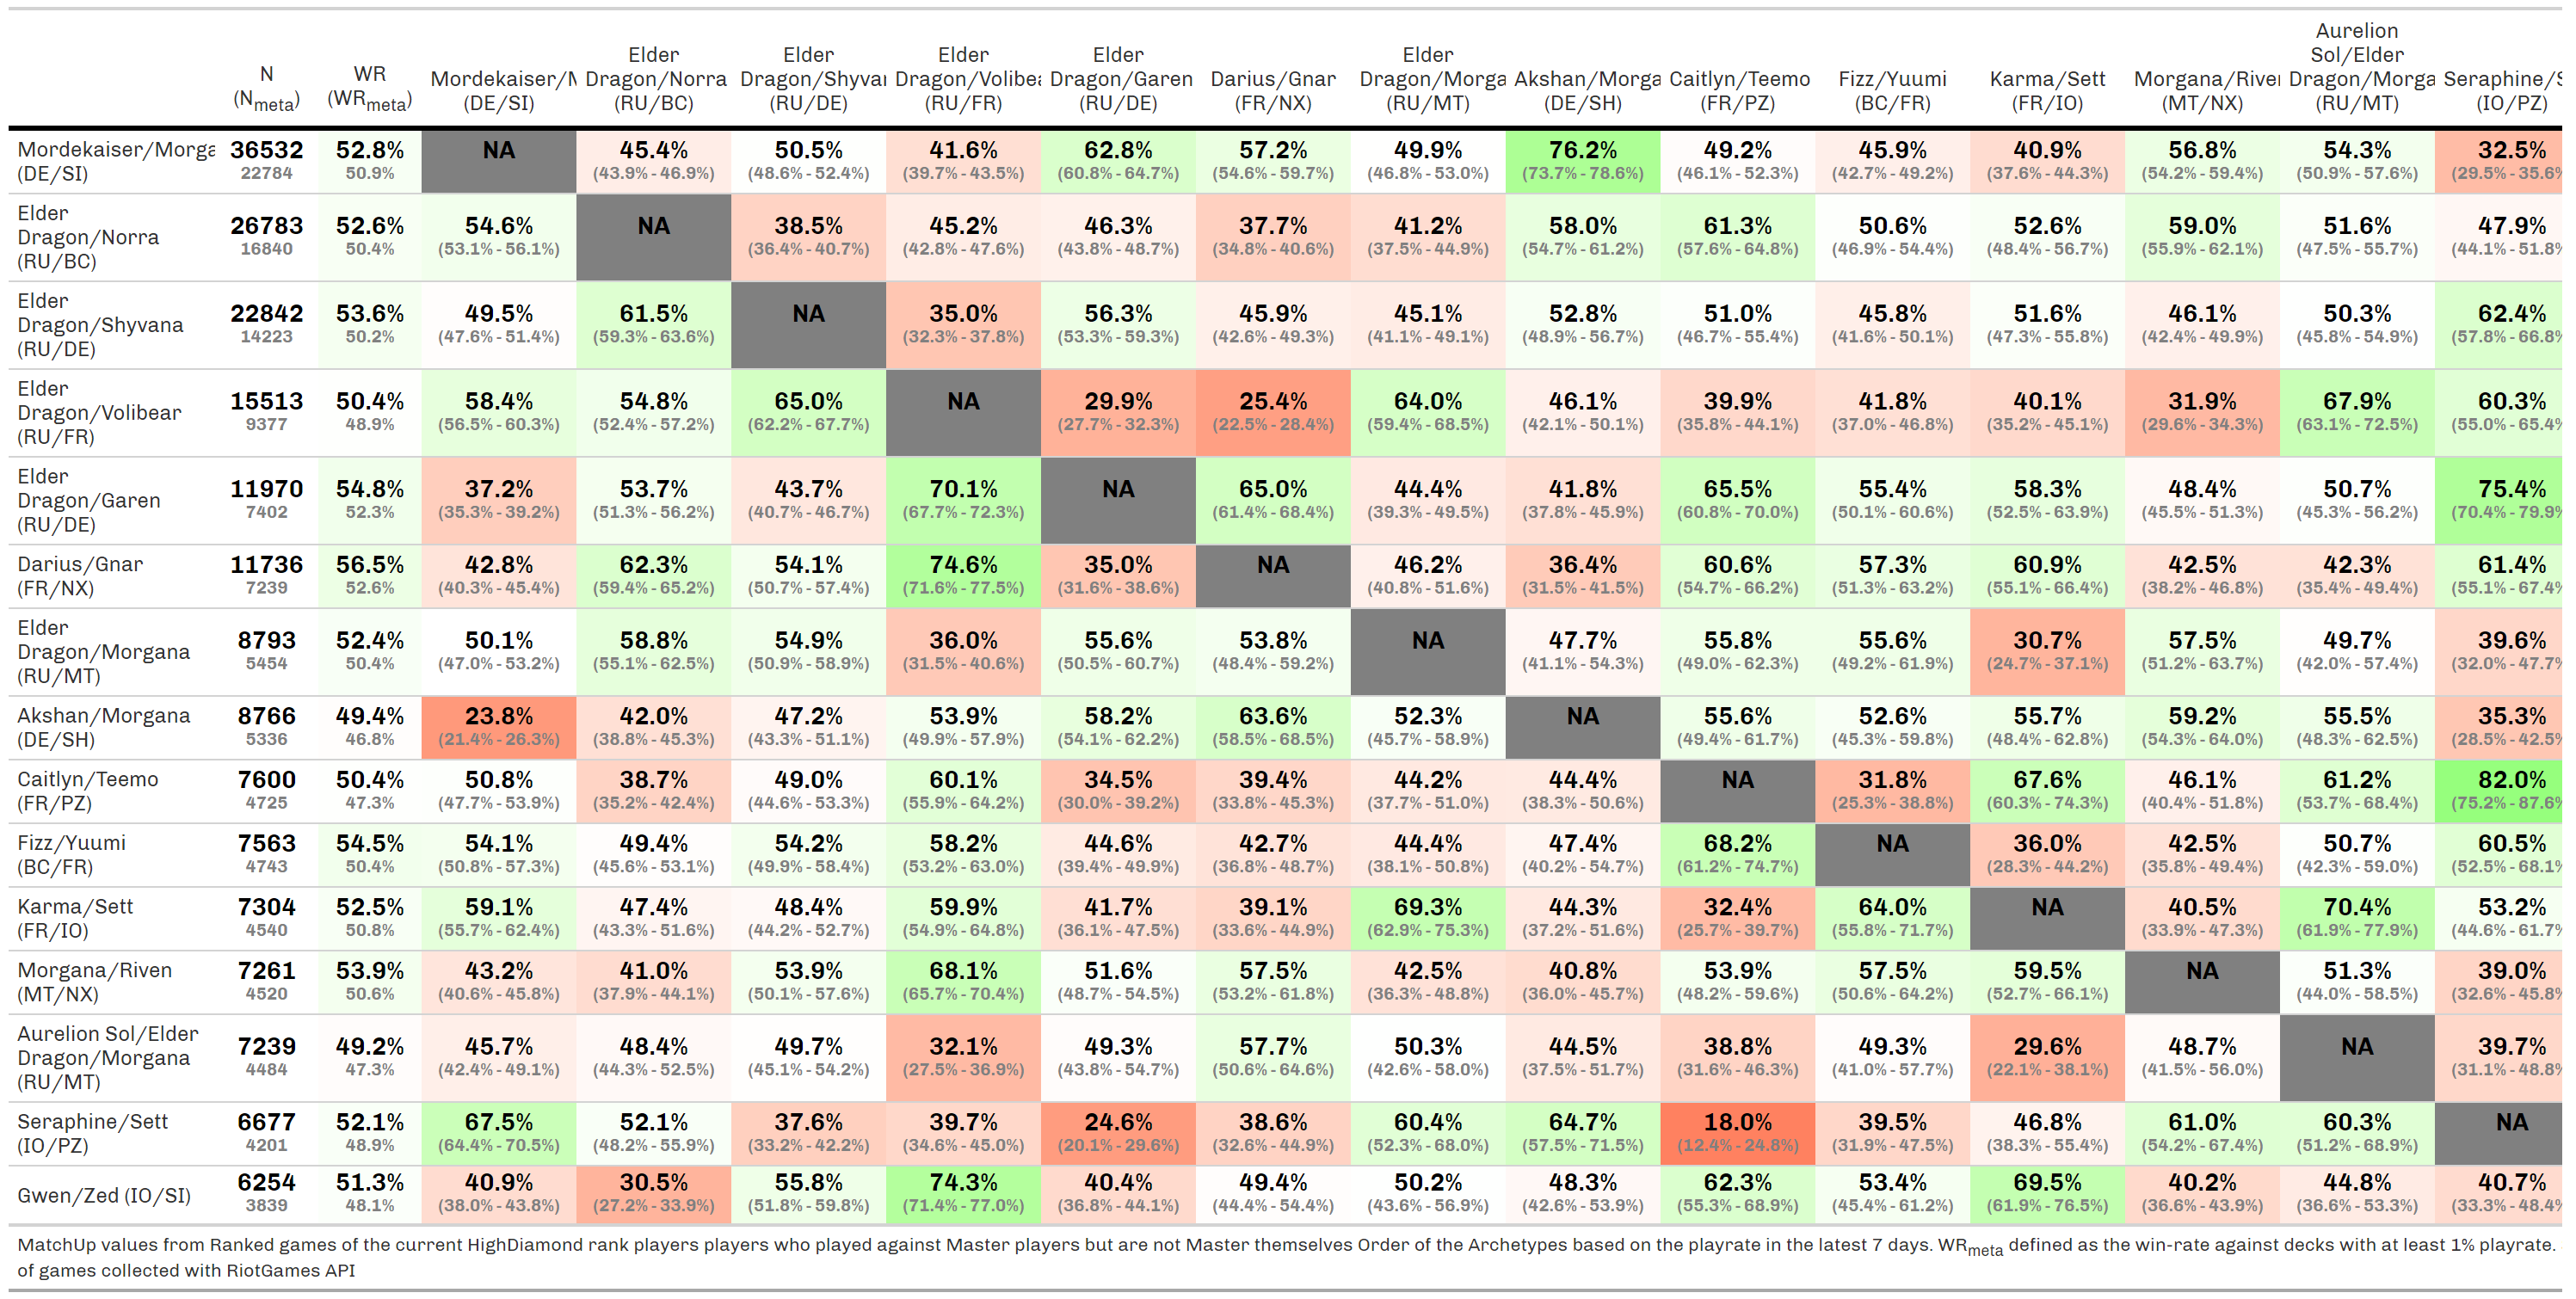 N (N_meta) WR (WR_meta) Mordekaiser/M (DE/SI) Elder Dragon/Norra (RU/BC) Elder Dragon/Shyvar (RU/DE) Elder Dragon/Volibea (RU/FR) Elder Dragon/Garen (RU/DE) Darius/Gnar (FR/NX) Elder Dragon/Morga (RU/MT) Akshan/Morga (DE/SH) Caitlyn/Teemo (FR/PZ) Fizz/Yuumi (BC/FR) Karma/Sett (FR/IO) Morgana/River (MT/NX) Aurelion Sol/Elder Dragon/Morga (RU/MT) Seraphine/S (IO/PZ)
Mordekaiser/Morga 36532 52.8% NA 45.4% 50.5% 41.6% 62.8% 57.2% 49.9% 76.2% 49.2% 45.9% 40.9% 56.8% 54.3% 32.5%
(DE/SI) 22784 50.9% (43.9% - 46.9%) (48.6% - 52.4%) (39.7% - 43.5%) (60.8% - 64.7%) (54.6% - 59.7%) (46.8% - 53.0%) (73.7% - 78.6%) (46.1% - 52.3%) (42.7% - 49.2%) (37.6% - 44.3%) (54.2% - 59.4%) (50.9% - 57.6%) (29.5% - 35.6%
Elder
Dragon/Norra 26783 52.6% 54.6% NA 38.5% 45.2% 46.3% 37.7% 41.2% 58.0% 61.3% 50.6% 52.6% 59.0% 51.6% 47.9%
(RU/BC) 16840 50.4% (53.1% - 56.1%) (36.4% - 40.7%) (42.8% - 47.6%) (43.8% - 48.7%) (34.8% - 40.6%) (37.5% - 44.9%) (54.7% - 61.2%) (57.6% - 64.8%) (46.9% - 54.4%) (48.4% - 56.7%) (55.9% - 62.1%) (47.5% - 55.7%) (44.1% - 51.8%
Elder
Dragon/Shyvana 22842 53.6% 49.5% 61.5% NA 35.0% 56.3% 45.9% 45.1% 52.8% 51.0% 45.8% 51.6% 46.1% 50.3% 62.4%
(RU/DE) 14223 50.2% (47.6% - 51.4%) (59.3% - 63.6%) (32.3% - 37.8%) (53.3% - 59.3%) (42.6% - 49.3%) (41.1% - 49.1%) (48.9% - 56.7%) (46.7% - 55.4%) (41.6% - 50.1%) (47.3% - 55.8%) (42.4% - 49.9%) (45.8% - 54.9%) (57.8% - 66.8%
Elder
Dragon/Volibear 15513 50.4% 58.4% 54.8% 65.0% NA 29.9% 25.4% 64.0% 46.1% 39.9% 41.8% 40.1% 31.9% 67.9% 60.3%
(RU/FR) 9377 48.9% (56.5% - 60.3%) (52.4% - 57.2%) (62.2% - 67.7%) (27.7% - 32.3%) (22.5% - 28.4%) (59.4% - 68.5%) (42.1% - 50.1%) (35.8% - 44.1%) (37.0% - 46.8%) (35.2% - 45.1%) (29.6% - 34.3%) (63.1% - 72.5%) (55.0% - 65.4%
Elder
Dragon/Garen 11970 54.8% 37.2% 53.7% 43.7% 70.1% NA 65.0% 44.4% 41.8% 65.5% 55.4% 58.3% 48.4% 50.7% 75.4%
(RU/DE) 7402 52.3% (35.3% - 39.2%) (51.3% - 56.2%) (40.7% - 46.7%) (67.7% - 72.3%) (61.4% - 68.4%) (39.3% - 49.5%) (37.8% - 45.9%) (60.8% - 70.0%) (50.1% - 60.6%) (52.5% - 63.9%) (45.5% - 51.3%) (45.3% - 56.2%) (70.4% - 79.9%
Darius/Gnar 11736 56.5% 42.8% 62.3% 54.1% 74.6% 35.0% NA 46.2% 36.4% 60.6% 57.3% 60.9% 42.5% 42.3% 61.4%
(FR/NX) 7239 52.6% (40.3% - 45.4%) (59.4% - 65.2%) (50.7% - 57.4%) (71.6% - 77.5%) (31.6% - 38.6%) (40.8% - 51.6%) (31.5% - 41.5%) (54.7% - 66.2%) (51.3% - 63.2%) (55.1% - 66.4%) (38.2% - 46.8%) (35.4% - 49.4%) (55.1% - 67.4%
Elder
Dragon/Morgana 8793 52.4% 50.1% 58.8% 54.9% 36.0% 55.6% 53.8% NA 47.7% 55.8% 55.6% 30.7% 57.5% 49.7% 39.6%
(RU/MT) 5454 50.4% (47.0% - 53.2%) (55.1% - 62.5%) (50.9% - 58.9%) (31.5% - 40.6%) (50.5% - 60.7%) (48.4% - 59.2%) (41.1% - 54.3%) (49.0% - 62.3%) (49.2% - 61.9%) (24.7% - 37.1%) (51.2% - 63.7%) (42.0% - 57.4%) (32.0% - 47.7%
Akshan/Morgana 8766 49.4% 23.8% 42.0% 47.2% 53.9% 58.2% 63.6% 52.3% NA 55.6% 52.6% 55.7% 59.2% 55.5% 35.3%
(DE/SH) 5336 46.8% (21.4% - 26.3%) (38.8% - 45.3%) (43.3% - 51.1%) (49.9% - 57.9%) (54.1% - 62.2%) (58.5% - 68.5%) (45.7% - 58.9%) (49.4% - 61.7%) (45.3% - 59.8%) (48.4% - 62.8%) (54.3% - 64.0%) (48.3% - 62.5%) (28.5% - 42.5%
Caitlyn/Teemo 7600 50.4% 50.8% 38.7% 49.0% 60.1% 34.5% 39.4% 44.2% 44.4% NA 31.8% 67.6% 46.1% 61.2% 82.0%
(FR/PZ) 4725 47.3% (47.7% - 53.9%) (35.2% - 42.4%) (44.6% - 53.3%) (55.9% - 64.2%) (30.0% - 39.2%) (33.8% - 45.3%) (37.7% - 51.0%) (38.3% - 50.6%) (25.3% - 38.8%) (60.3% - 74.3%) (40.4% - 51.8%) (53.7% - 68.4%) (75.2% - 87.6%
Fizz/Yuumi 7563 54.5% 54.1% 49.4% 54.2% 58.2% 44.6% 42.7% 44.4% 47.4% 68.2% NA 36.0% 42.5% 50.7% 60.5%
(BC/FR) 4743 50.4% (50.8% - 57.3%) (45.6% - 53.1%) (49.9% - 58.4%) (53.2% - 63.0%) (39.4% - 49.9%) (36.8% - 48.7%) (38.1% - 50.8%) (40.2% - 54.7%) (61.2% - 74.7%) (28.3% - 44.2%) (35.8% - 49.4%) (42.3% - 59.0%) (52.5% - 68.1%
Karma/Sett 7304 52.5% 59.1% 47.4% 48.4% 59.9% 41.7% 39.1% 69.3% 44.3% 32.4% 64.0% NA 40.5% 70.4% 53.2%
(FR/IO) 4540 50.8% (55.7% - 62.4%) (43.3% - 51.6%) (44.2% - 52.7%) (54.9% - 64.8%) (36.1% - 47.5%) (33.6% - 44.9%) (62.9% - 75.3%) (37.2% - 51.6%) (25.7% - 39.7%) (55.8% - 71.7%) (33.9% - 47.3%) (61.9% - 77.9%) (44.6% - 61.7%
Morgana/Riven 7261 53.9% 43.2% 41.0% 53.9% 68.1% 51.6% 57.5% 42.5% 40.8% 53.9% 57.5% 59.5% NA 51.3% 39.0%
(MT/NX) 4520 50.6% (40.6% - 45.8%) (37.9% - 44.1%) (50.1% - 57.6%) (65.7% - 70.4%) (48.7% - 54.5%) (53.2% - 61.8%) (36.3% - 48.8%) (36.0% - 45.7%) (48.2% - 59.6%) (50.6% - 64.2%) (52.7% - 66.1%) (44.0% - 58.5%) (32.6% - 45.8%
Aurelion Sol/Elder
Dragon/Morgana 7239 49.2% 45.7% 48.4% 49.7% 32.1% 49.3% 57.7% 50.3% 44.5% 38.8% 49.3% 29.6% 48.7% NA 39.7%
(RU/MT) 4484 47.3% (42.4% - 49.1%) (44.3% - 52.5%) (45.1% - 54.2%) (27.5% - 36.9%) (43.8% - 54.7%) (50.6% - 64.6%) (42.6% - 58.0%) (37.5% - 51.7%) (31.6% - 46.3%) (41.0% - 57.7%) (22.1% - 38.1%) (41.5% - 56.0%) (31.1% - 48.8%
Seraphine/Sett 6677 52.1% 67.5% 52.1% 37.6% 39.7% 24.6% 38.6% 60.4% 64.7% 18.0% 39.5% 46.8% 61.0% 60.3% NA
(IO/PZ) 4201 48.9% (64.4% - 70.5%) (48.2% - 55.9%) (33.2% - 42.2%) (34.6% - 45.0%) (20.1% - 29.6%) (32.6% - 44.9%) (52.3% - 68.0%) (57.5% - 71.5%) (12.4% - 24.8%) (31.9% - 47.5%) (38.3% - 55.4%) (54.2% - 67.4%) (51.2% - 68.9%)
Gwen/Zed (IO/SI) 6254 51.3% 40.9% 30.5% 55.8% 74.3% 40.4% 49.4% 50.2% 48.3% 62.3% 53.4% 69.5% 40.2% 44.8% 40.7%
3839 48.1% (38.0% - 43.8%) (27.2% - 33.9%) (51.8% - 59.8%) (71.4% - 77.0%) (36.8% - 44.1%) (44.4% - 54.4%) (43.6% - 56.9%) (42.6% - 53.9%) (55.3% - 68.9%) (45.4% - 61.2%) (61.9% - 76.5%) (36.6% - 43.9%) (36.6% - 53.3%) (33.3% - 48.4%
MatchUp values from Ranked games of the current HighDiamond rank players players who played against Master players but are not Master themselves Order of the Archetypes based on the playrate in the latest 7 days. WR_meta defined as the win-rate against decks with at least 1% playrate.
of games collected with RiotGames API